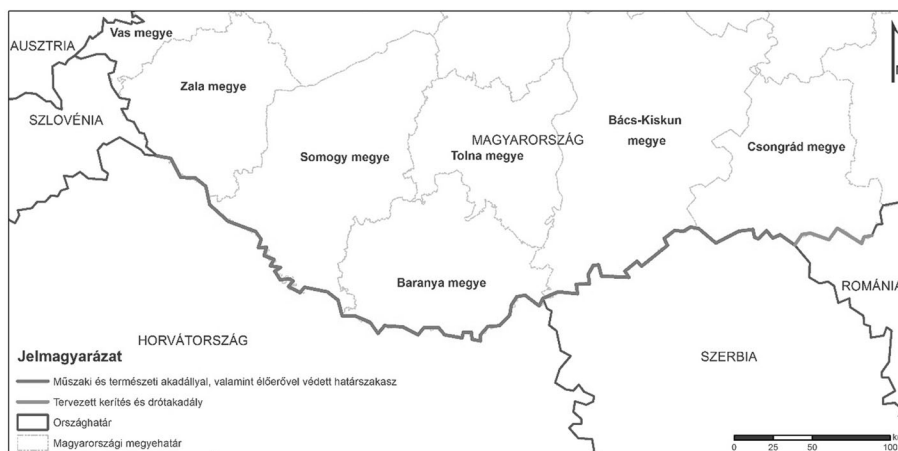 Vas megye
AUSZTRIA
Zala megye
SZLOVÉNIA
Bács-Kiskun
megye
MAGYARORSZÁG
Csongrád megye
Somogy megye
Tolna megye
Baranya megye
ROMÁNIA
HORVÁTORSZÁG
SZERBIA
Jelmagyarázat
Műszaki és természeti akadállyal, valamint élőerővel védett határszakasz
Tervezett kerítés és drótakadály
Országhatár
Magyarországi megyehatár
0 25 50 100